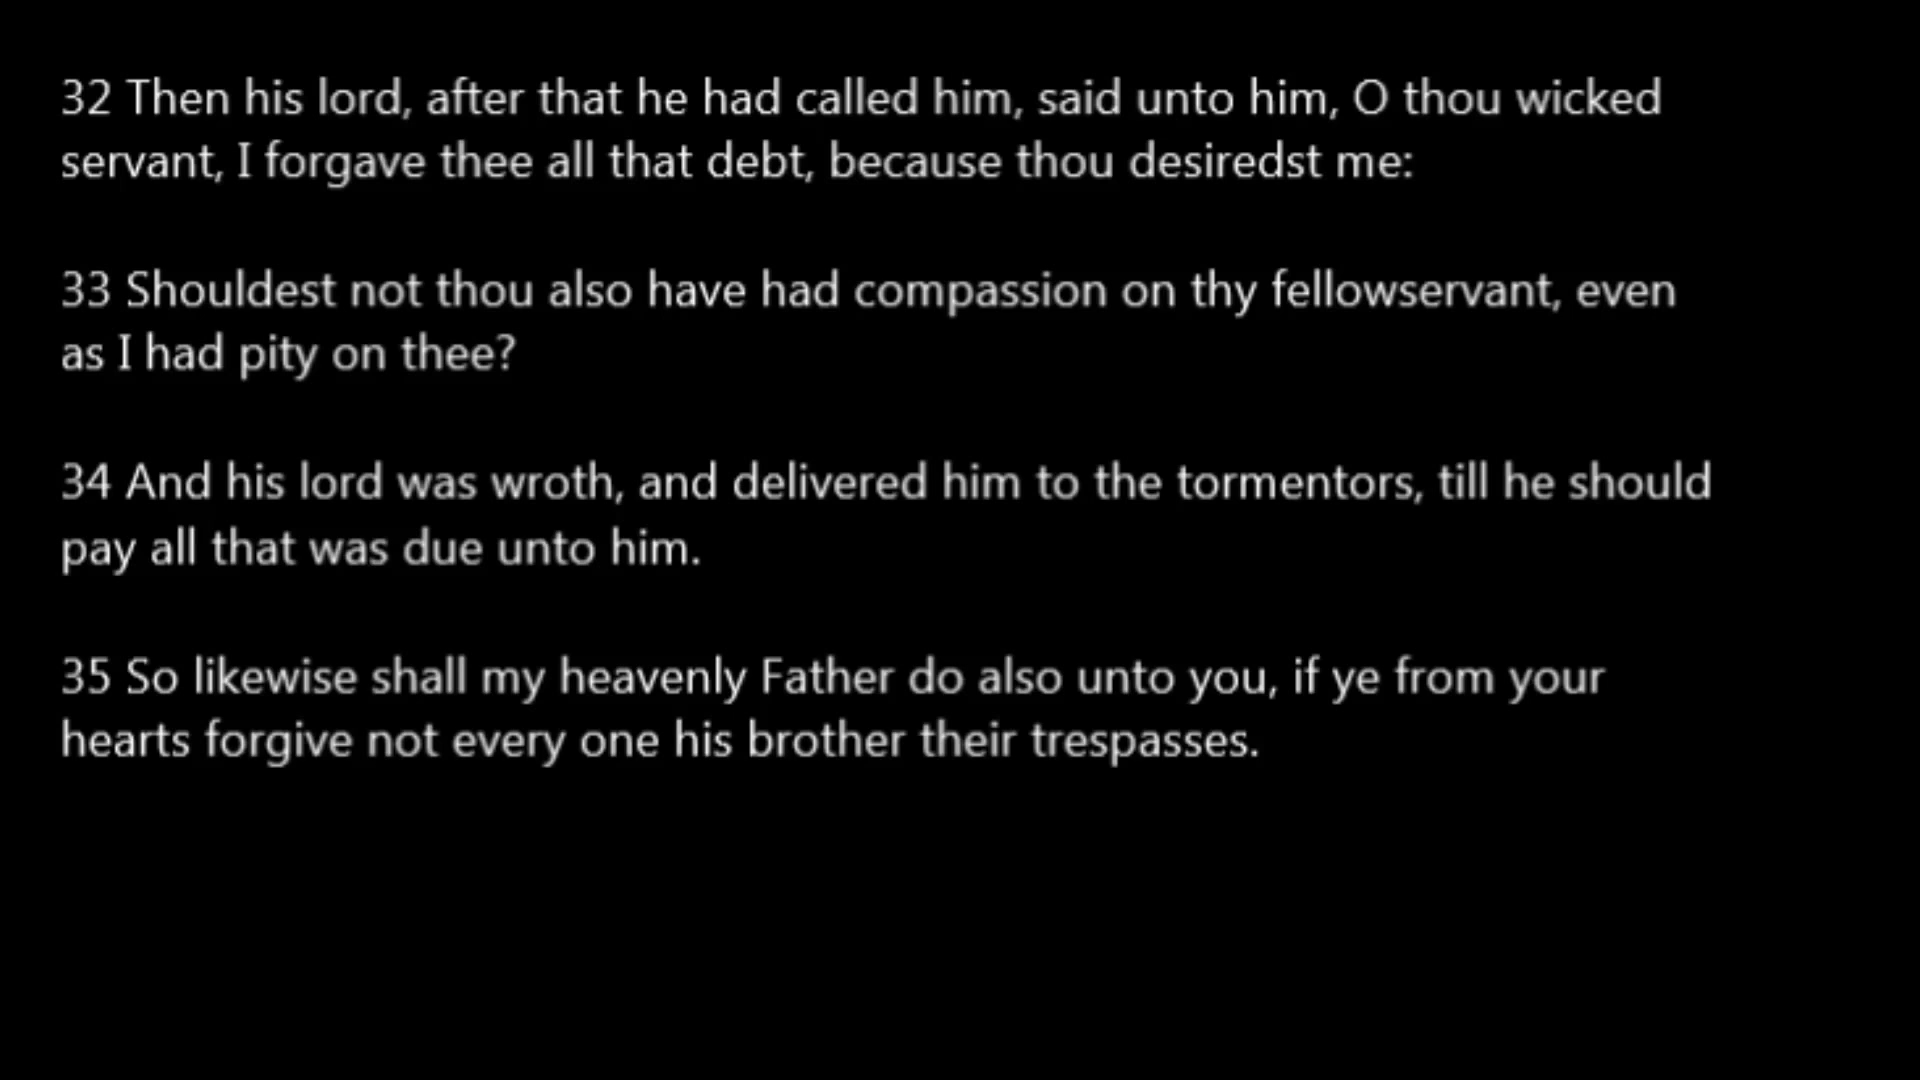 32 Then his lord, after that he had called him, said unto him, O thou wicked
servant, I forgave thee all that debt, because thou desiredst me:
33 Shouldest not thou also have had compassion on thy fellowservant, even
as I had pity on thee?
34 And his lord was wroth, and delivered him to the tormentors, till he should
pay all that was due unto him.
35 So likewise shall my heavenly Father do also unto you, if ye from your
hearts forgive not every one his brother their trespasses.